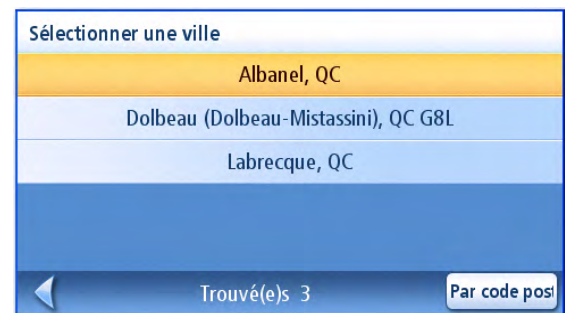 Sélectionner une ville
Albanel, QC
Dolbeau (Dolbeau-Mistassini), QC G8L
Labrecque, QC
Trouvé(e)s 3
Par code post